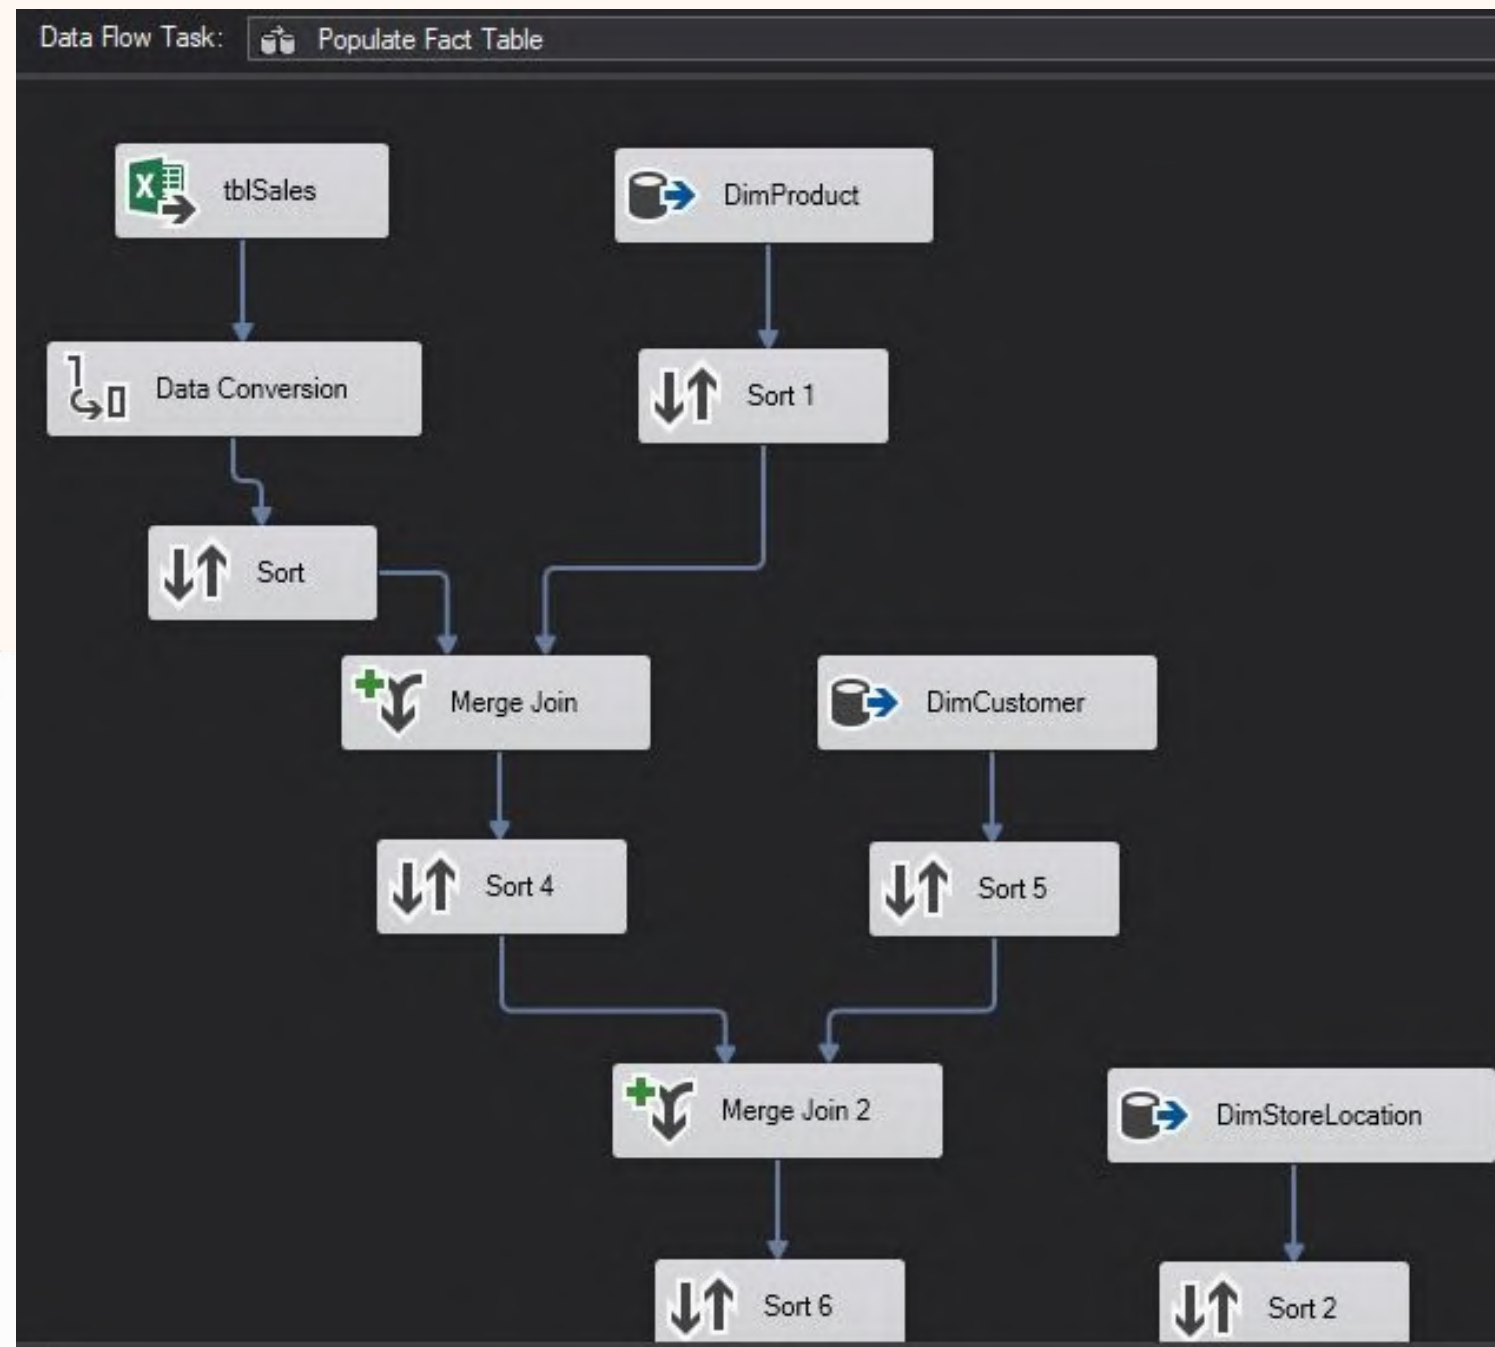 Data Flow Task: Populate Fact Table
tblSales
DimProduct
Data Conversion
Sort 1
Sort
Merge Join
DimCustomer
Sort 4
Sort 5
Merge Join 2
DimStoreLocation
Sort 6
Sort 2